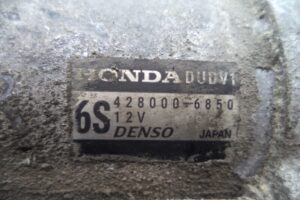 HONDA DUDV1
6S 428000-6850
12V
DENSO JAPAN